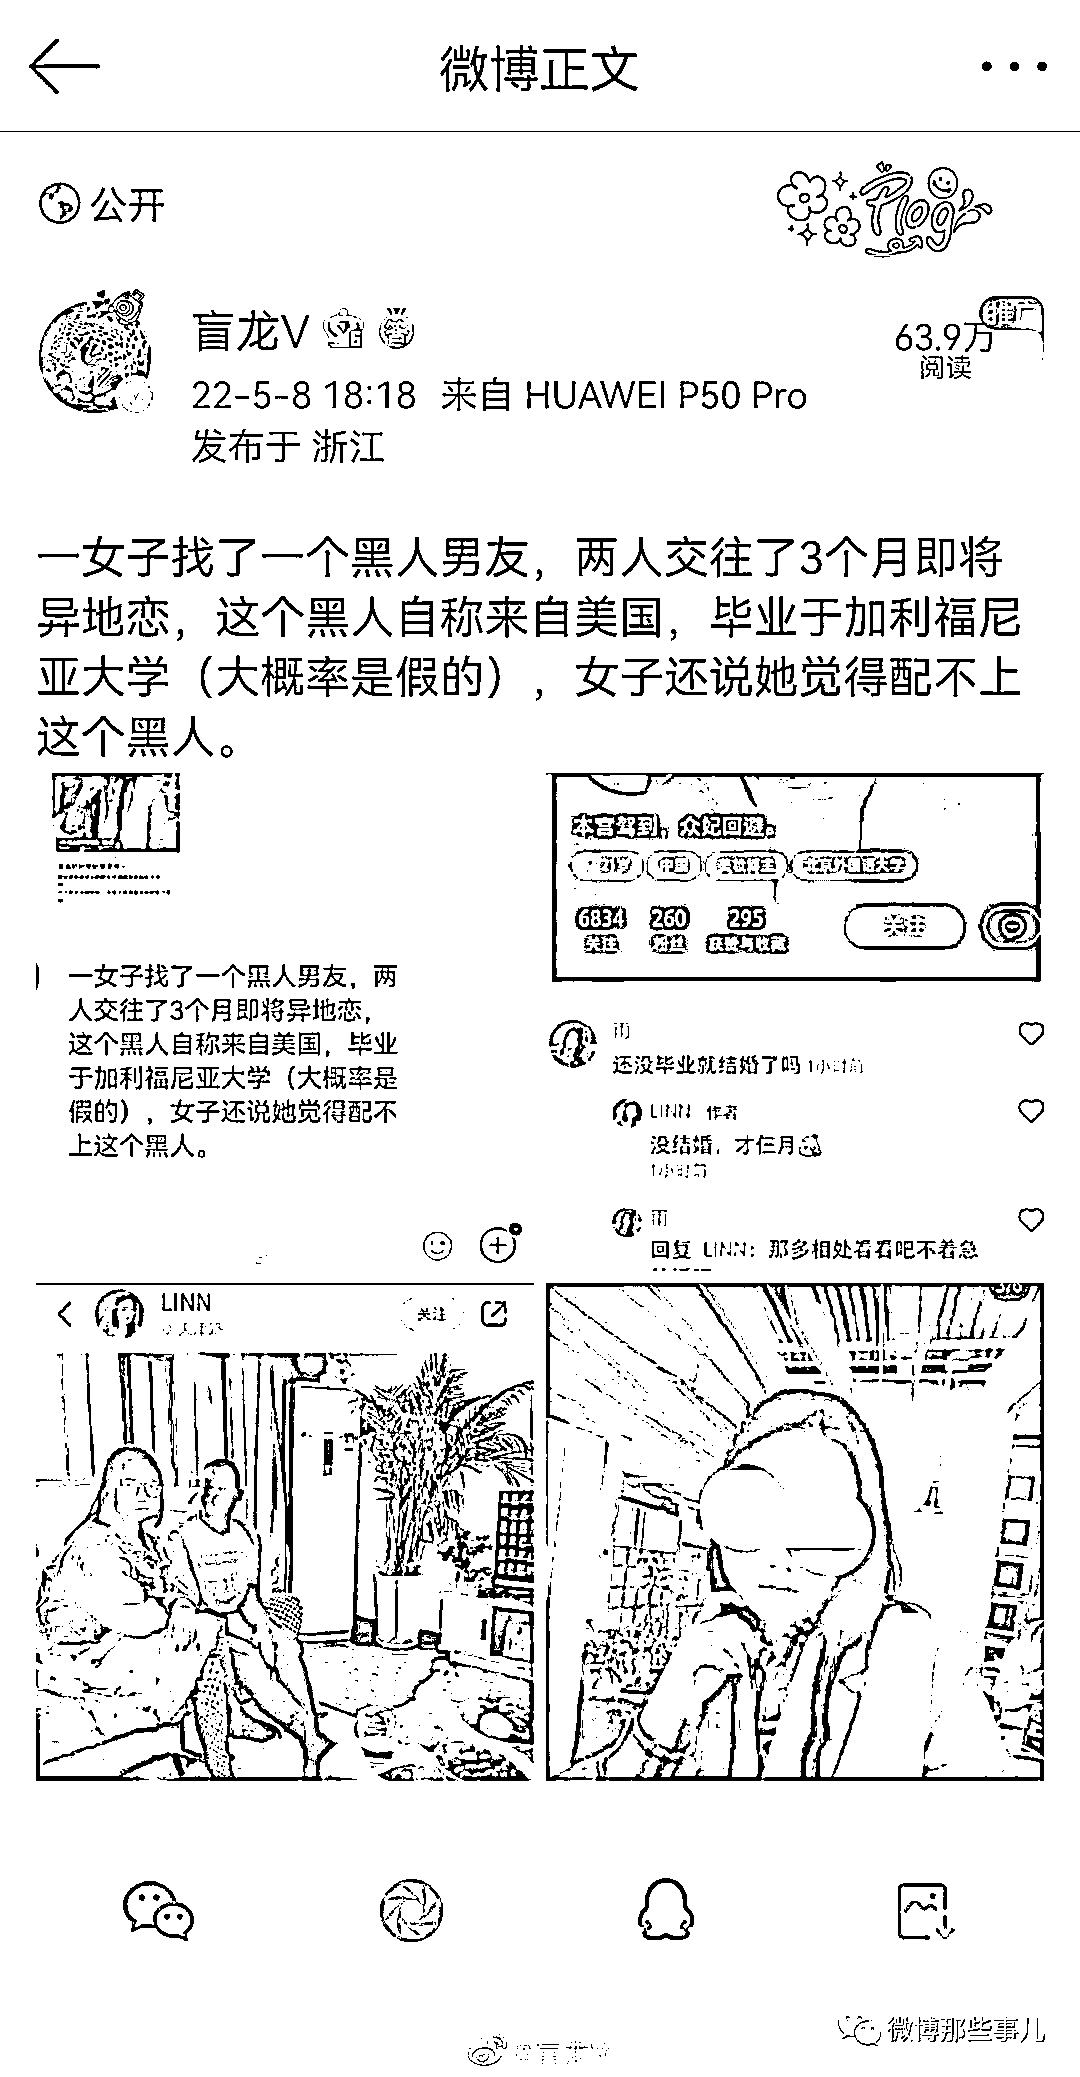 微博正文
公开
Plog
盲龙V
63.9万
阅读
22-5-8 18:18 来自 HUAWEI P50 Pro
发布于 浙江
一女子找了一个黑人男友，两人交往了3个月即将
异地恋，这个黑人自称来自美国，毕业于加利福尼
亚大学（大概率是假的），女子还说她觉得配不上
这个黑人。
一女子找了一个黑人男友，两
人交往了3个月即将异地恋，
这个黑人自称来自美国，毕业
于加利福尼亚大学（大概率是
假的），女子还说她觉得配不
上这个黑人。
本宫驾到，众妃回避。
中国
北京外国语大学
6834 260 295
关注 粉丝 获赞与收藏
关注
雨
还没毕业就结婚了吗 1小时前
LINN 作者
没结婚，才仨月
1小时前
雨
回复 LINN：那多相处看看吧不着急
LINN
关注
微博那些事儿
@盲龙V